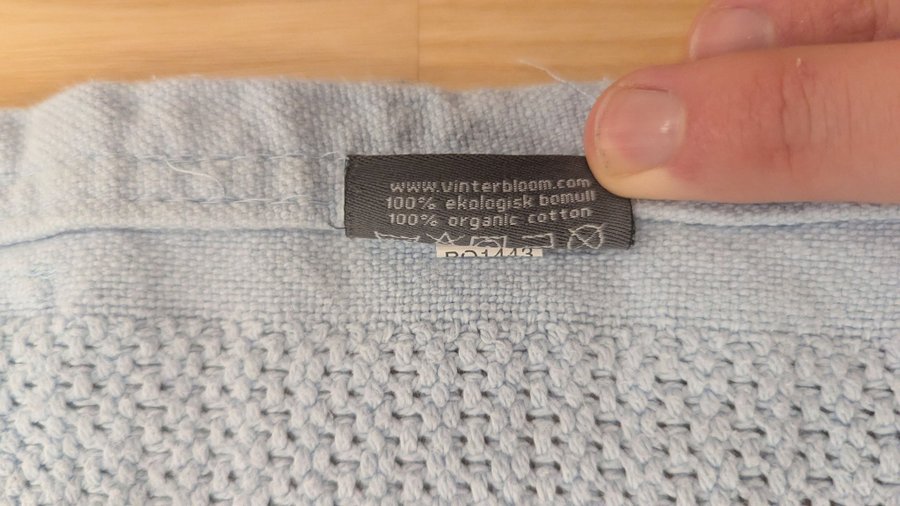 www.vinterbloom.com
100% ekologisk bomull
100% organic cotton